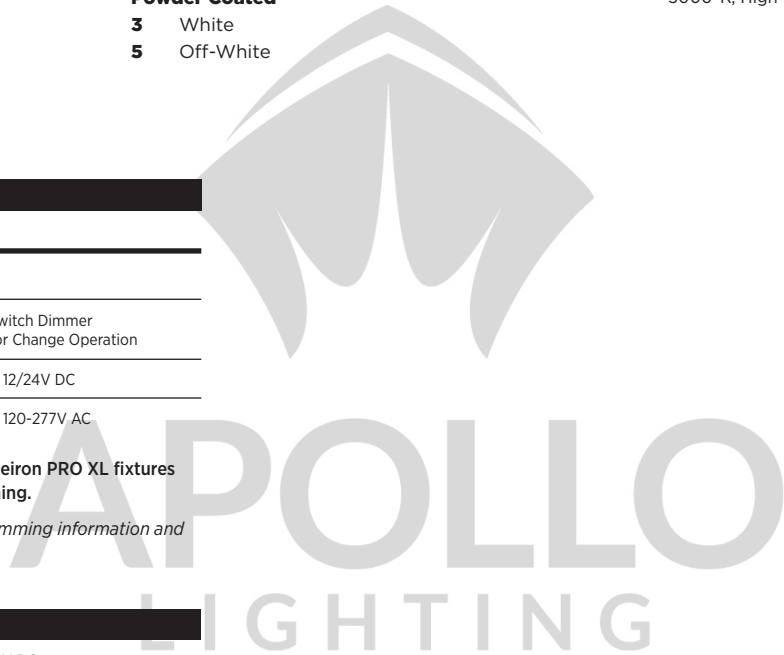 Powder Coated
3 White
5 Off-White
3000°K, High
witch Dimmer
or Change Operation
12/24V DC
120-277V AC
eiron PRO XL fixtures
ing.
mming information and
APOLLO
LIGHTING